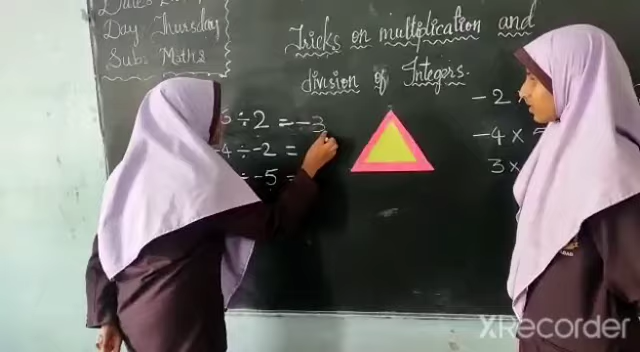 Day: Thursday
Sub: Maths
Tricks on multiplication and
division of Integers.
6 ÷ 2 = -3
4 ÷ -2 =
÷ -5 =
-2
-4 ×
3 ×
XRecorder